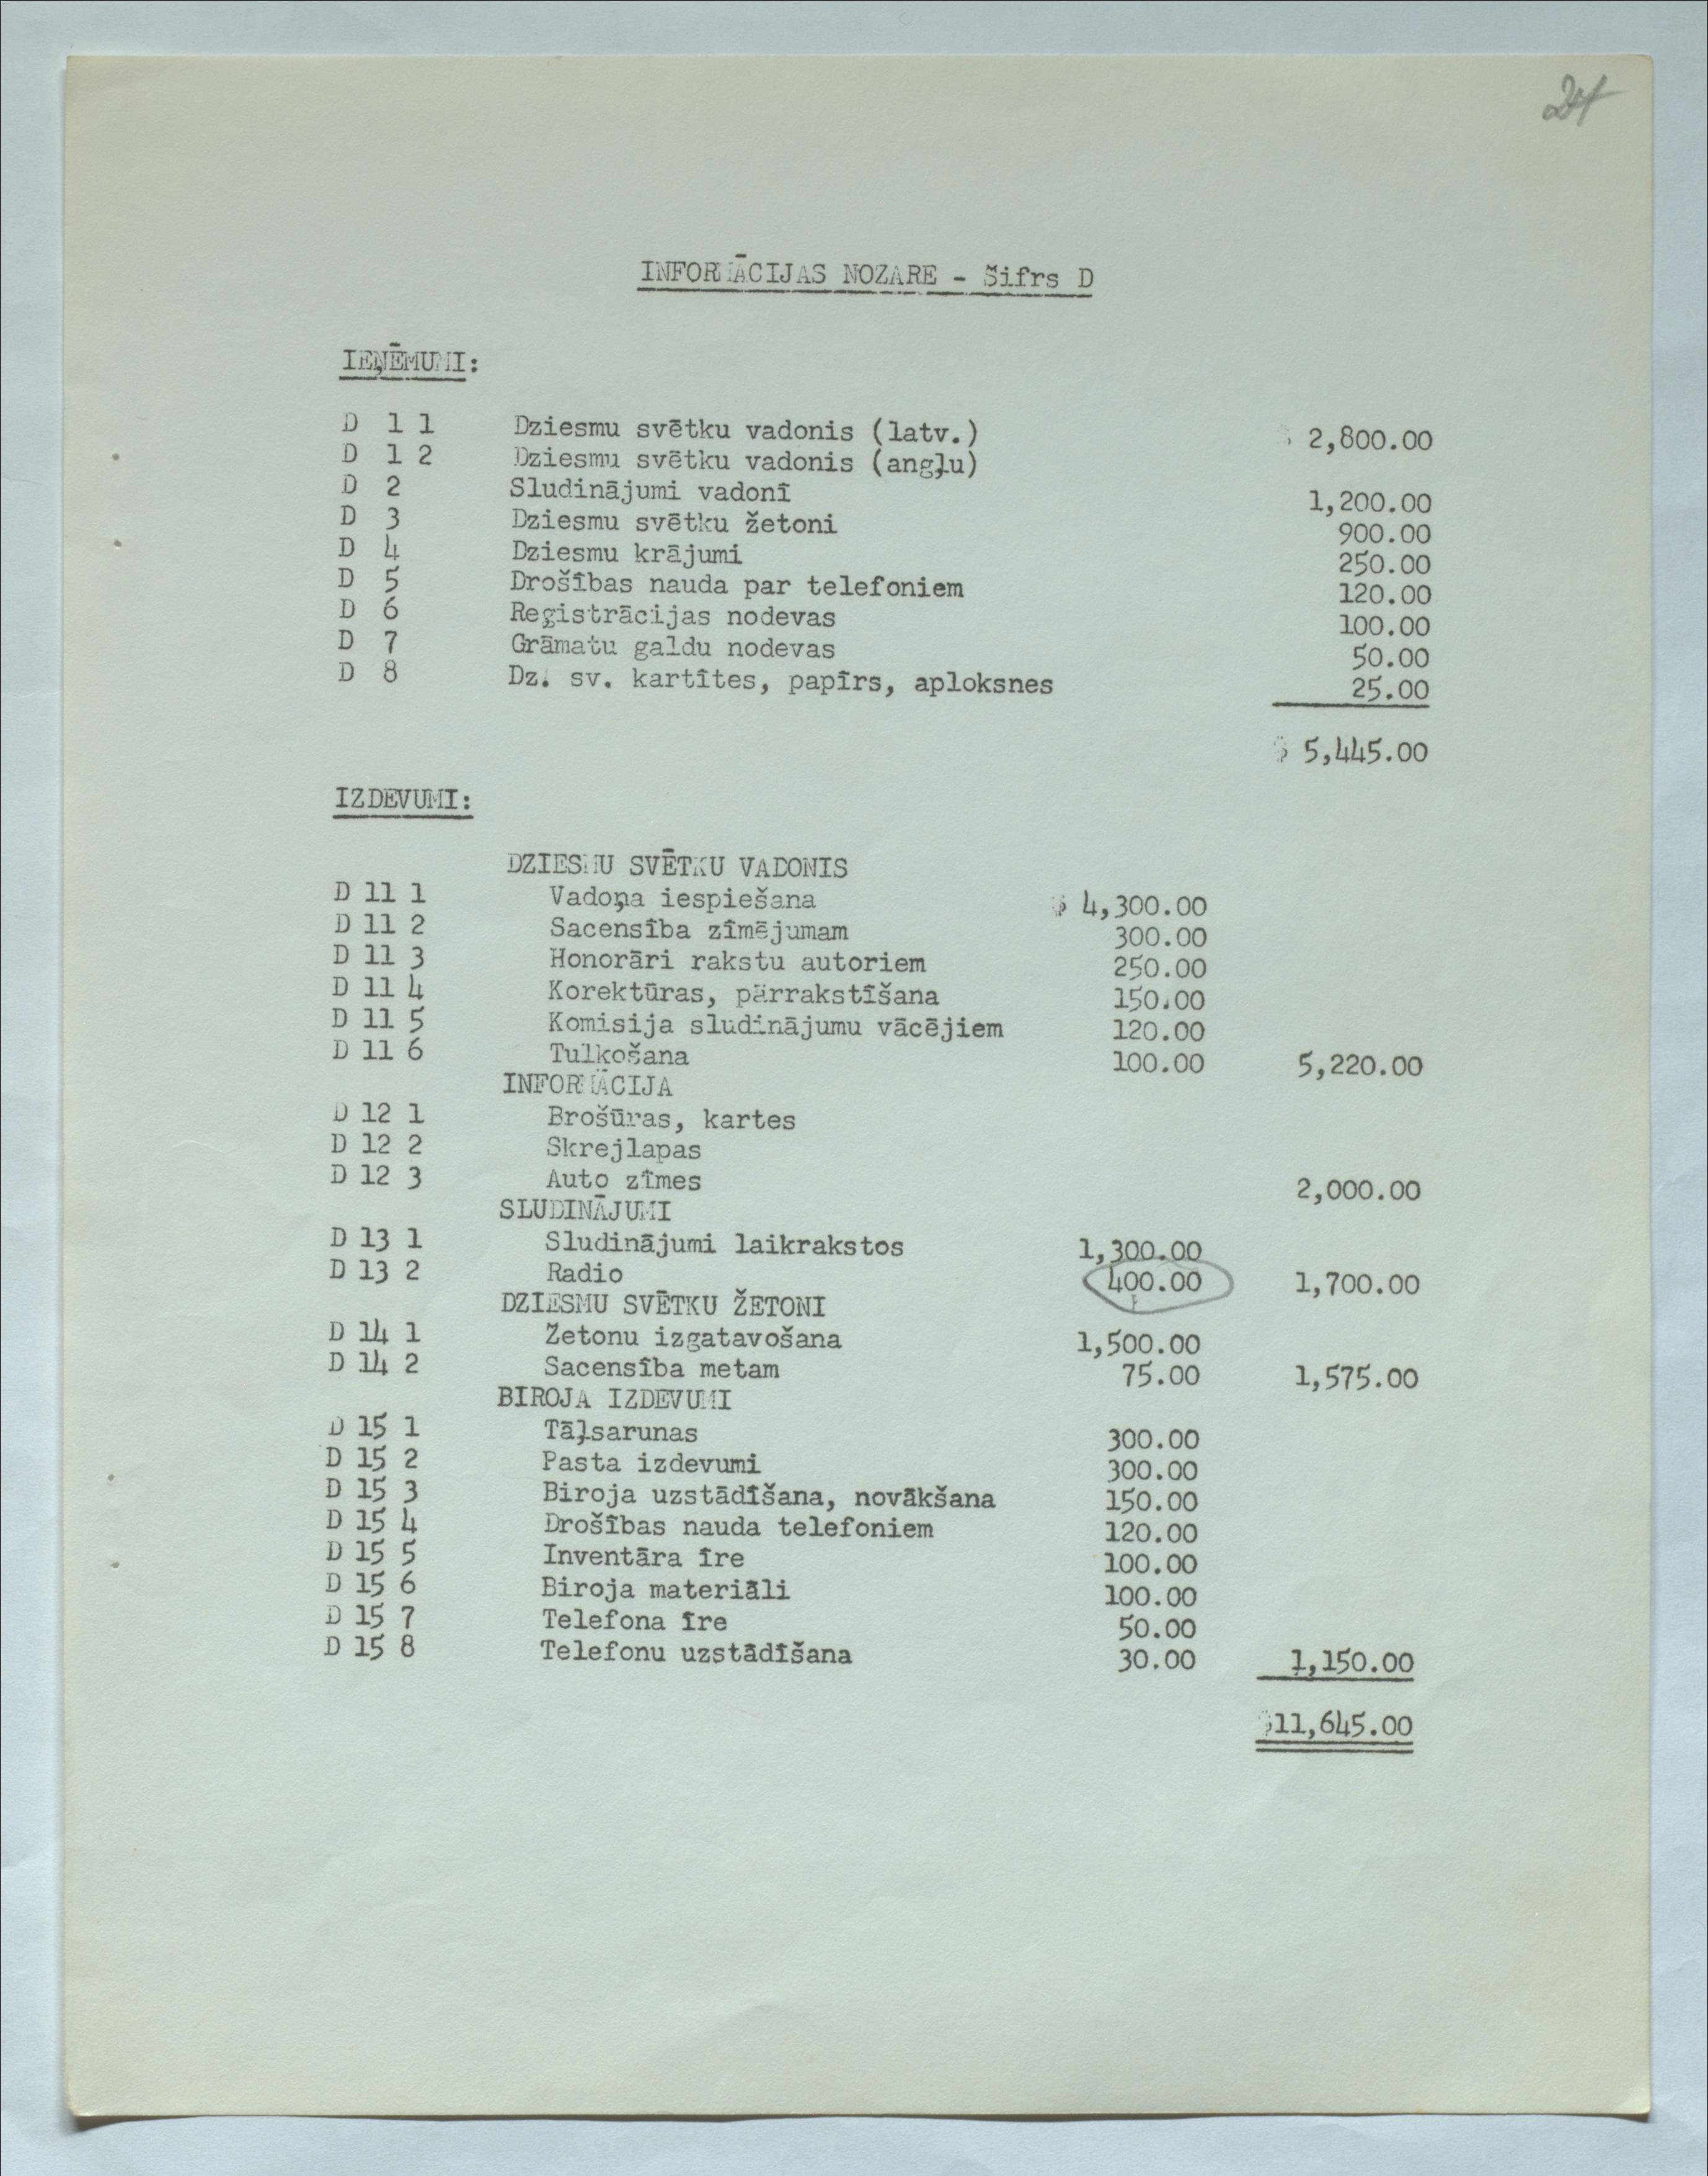 24
INFORMĀCIJAS NOZARE - Šifrs D
IEŅĒMUMI:
D 1 1 Dziesmu svētku vadonis (latv.) $ 2,800.00
D 1 2 Dziesmu svētku vadonis (angļu)
D 2 Sludinājumi vadonī 1,200.00
D 3 Dziesmu svētku žetoni 900.00
D 4 Dziesmu krājumi 250.00
D 5 Drošības nauda par telefoniem 120.00
D 6 Reģistrācijas nodevas 100.00
D 7 Grāmatu galdu nodevas 50.00
D 8 Dz. sv. kartītes, papīrs, aploksnes 25.00
$ 5,445.00
IZDEVUMI:
DZIESMU SVĒTKU VADONIS
D 11 1 Vadoņa iespiešana $ 4,300.00
D 11 2 Sacensība zīmējumam 300.00
D 11 3 Honorāri rakstu autoriem 250.00
D 11 4 Korektūras, pārrakstīšana 150.00
D 11 5 Komisija sludinājumu vācējiem 120.00
D 11 6 Tulkošana 100.00 5,220.00
INFORMĀCIJA
D 12 1 Brošūras, kartes
D 12 2 Skrejlapas
D 12 3 Auto zīmes 2,000.00
SLUDINĀJUMI
D 13 1 Sludinājumi laikrakstos 1,300.00
D 13 2 Radio 400.00 1,700.00
DZIESMU SVĒTKU ŽETONI
D 14 1 Žetonu izgatavošana 1,500.00
D 14 2 Sacensība metam 75.00 1,575.00
BIROJA IZDEVUMI
D 15 1 Tāļsarunas 300.00
D 15 2 Pasta izdevumi 300.00
D 15 3 Biroja uzstādīšana, novākšana 150.00
D 15 4 Drošības nauda telefoniem 120.00
D 15 5 Inventāra īre 100.00
D 15 6 Biroja materiāli 100.00
D 15 7 Telefona īre 50.00
D 15 8 Telefonu uzstādīšana 30.00 1,150.00
$11,645.00